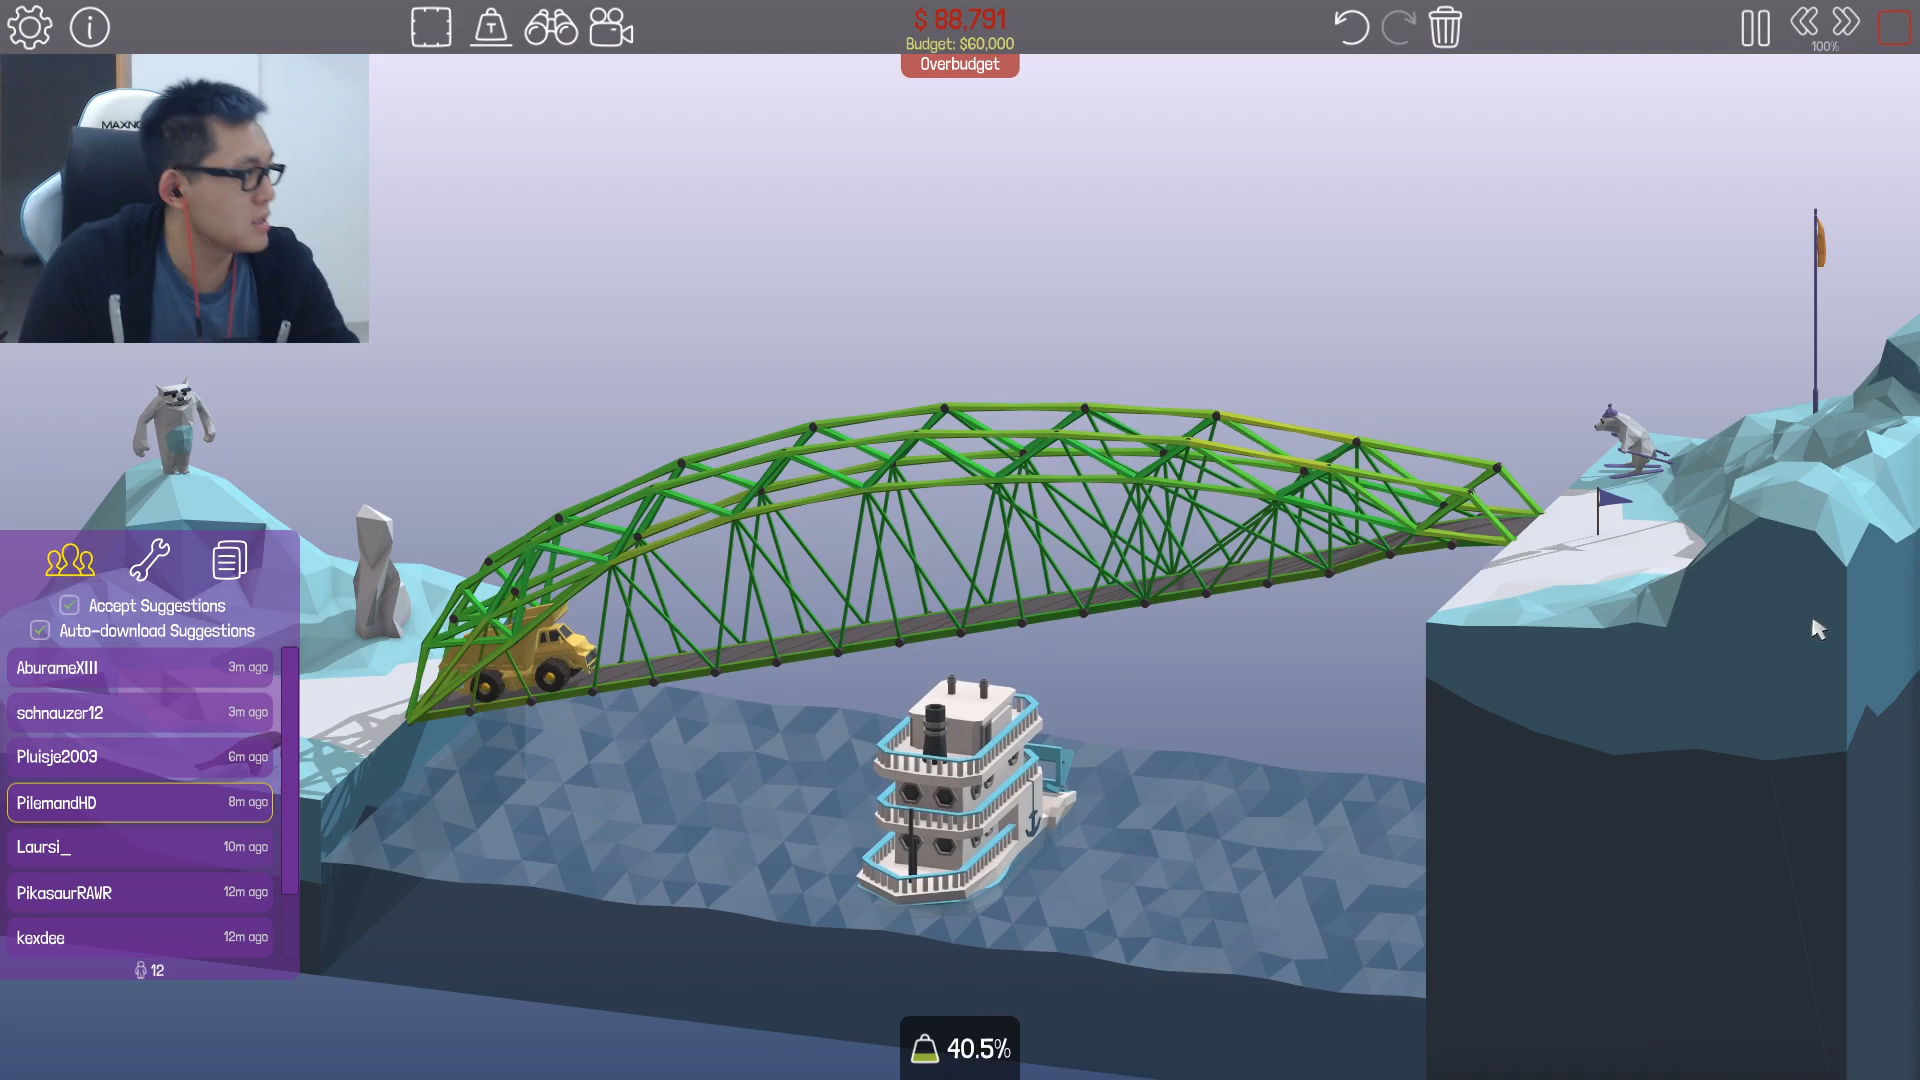 $ 88,791
Budget: $60,000
Overbudget
100%
MAXNO
Accept Suggestions
Auto-download Suggestions
AburameXIII 3m ago
schnauzer12 3m ago
Pluisje2003 6m ago
PilemandHD 8m ago
Laursi_ 10m ago
PikasaurRAWR 12m ago
kexdee 12m ago
12
40.5%